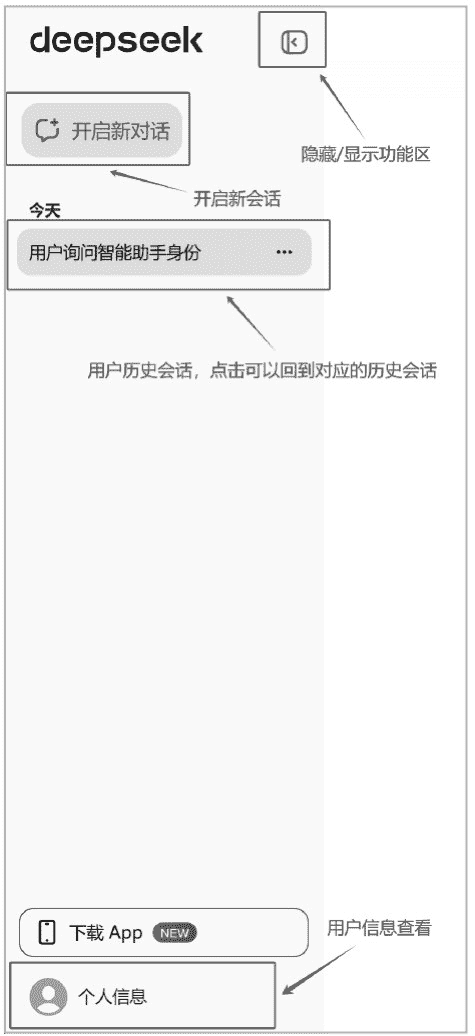 deepseek
隐藏/显示功能区
开启新对话
开启新会话
今天
用户询问智能助手身份 •••
用户历史会话，点击可以回到对应的历史会话
下载 App NEW
用户信息查看
个人信息